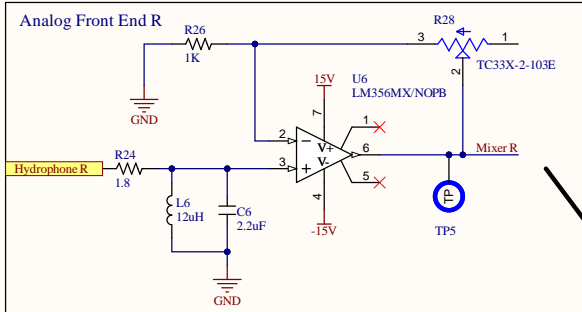 Analog Front End R
R26
1K
GND
R28
3
1
2
TC33X-2-103E
U6
LM356MX/NOPB
15V
7
1
2
V+
6
Mixer R
3
V-
5
4
-15V
TP
TP5
Hydrophone R
R24
1.8
L6
12uH
C6
2.2uF
GND